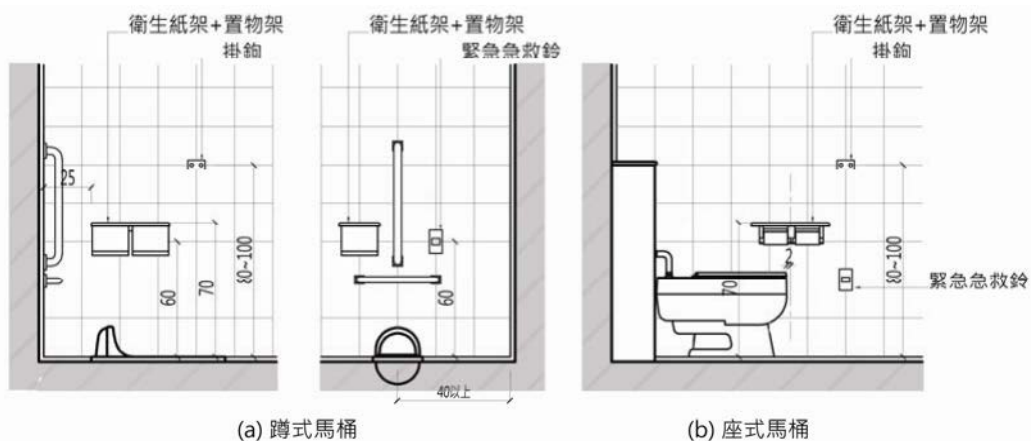 衛生紙架+置物架
掛鉤
25
60
70
80~100
衛生紙架+置物架
緊急急救鈴
60
40以上
衛生紙架+置物架
掛鉤
2
70
80~100
緊急急救鈴
(a) 蹲式馬桶
(b) 座式馬桶